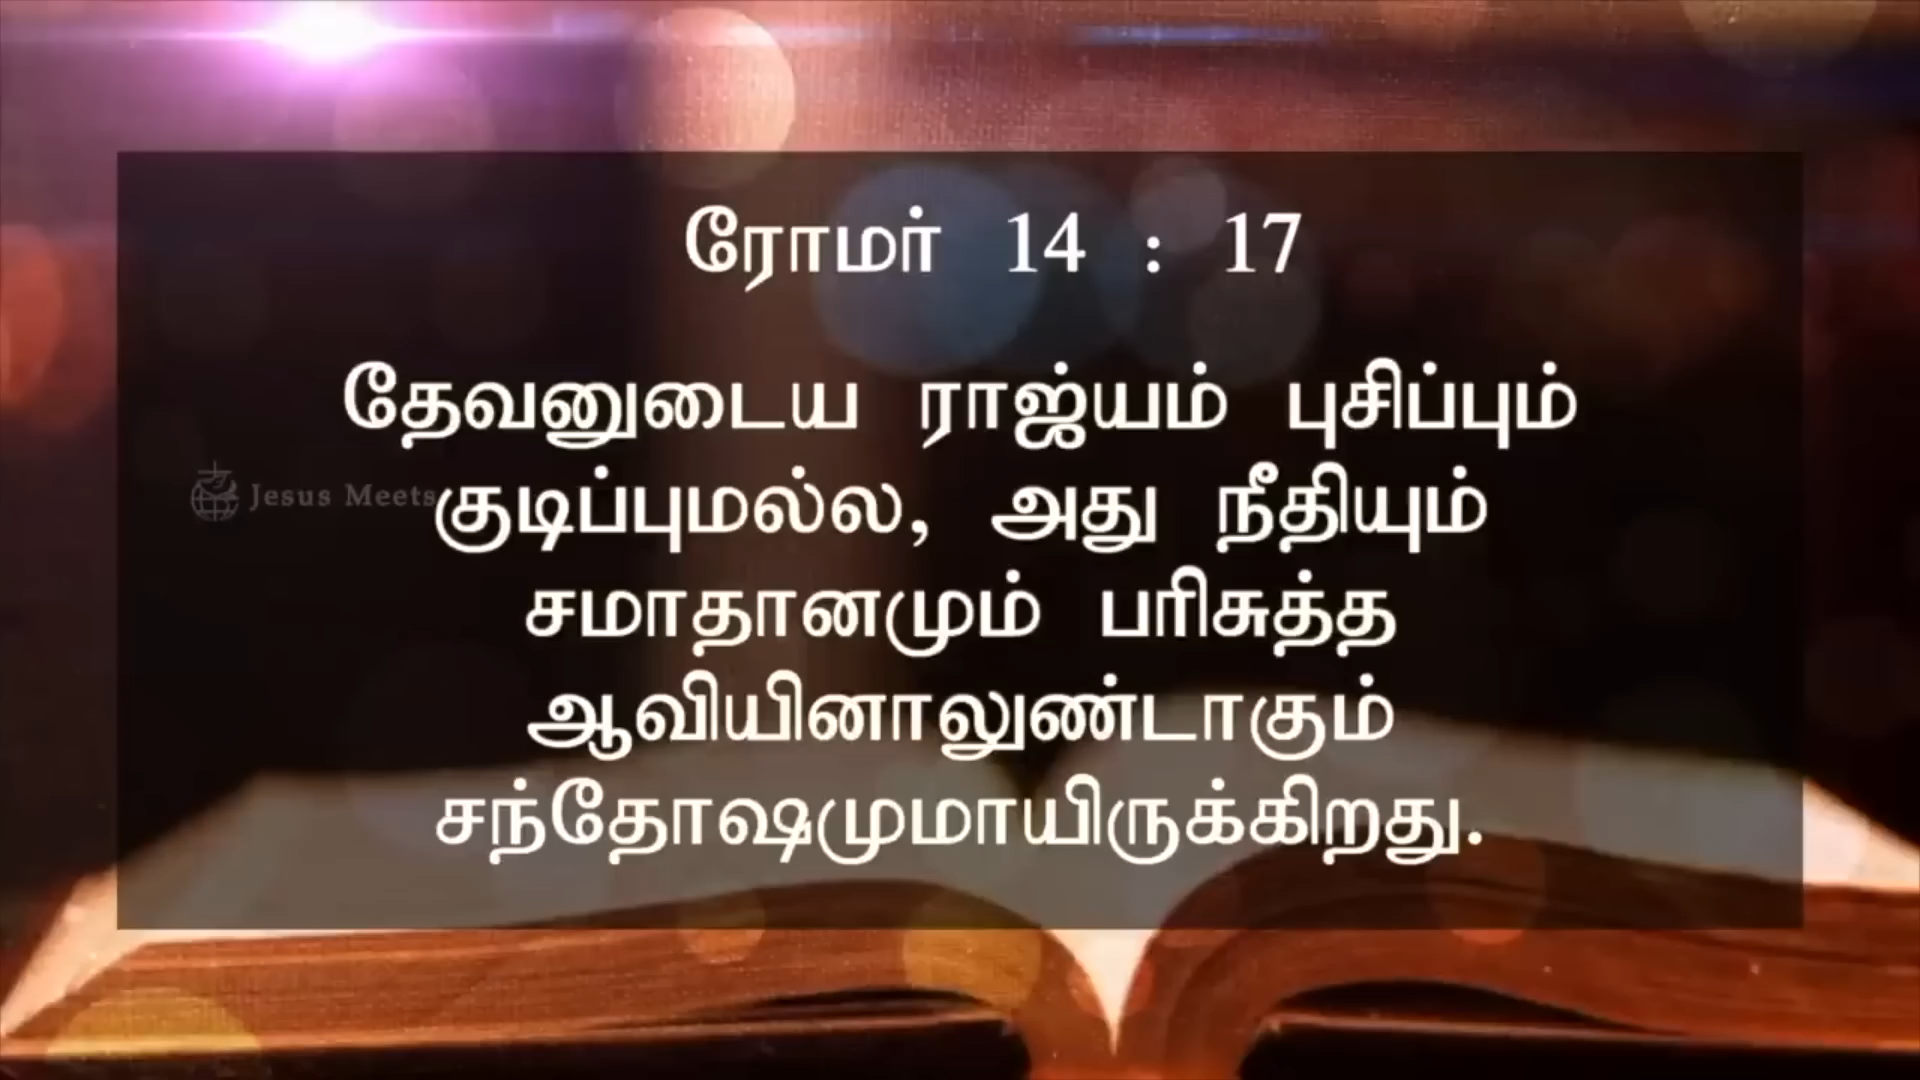 ரோமர் 14 : 17
தேவனுடைய ராஜ்யம் புசிப்பும்
Jesus Meets
குடிப்புமல்ல, அது நீதியும்
சமாதானமும் பரிசுத்த
ஆவியினாலுண்டாகும்
சந்தோஷமுமாயிருக்கிறது.